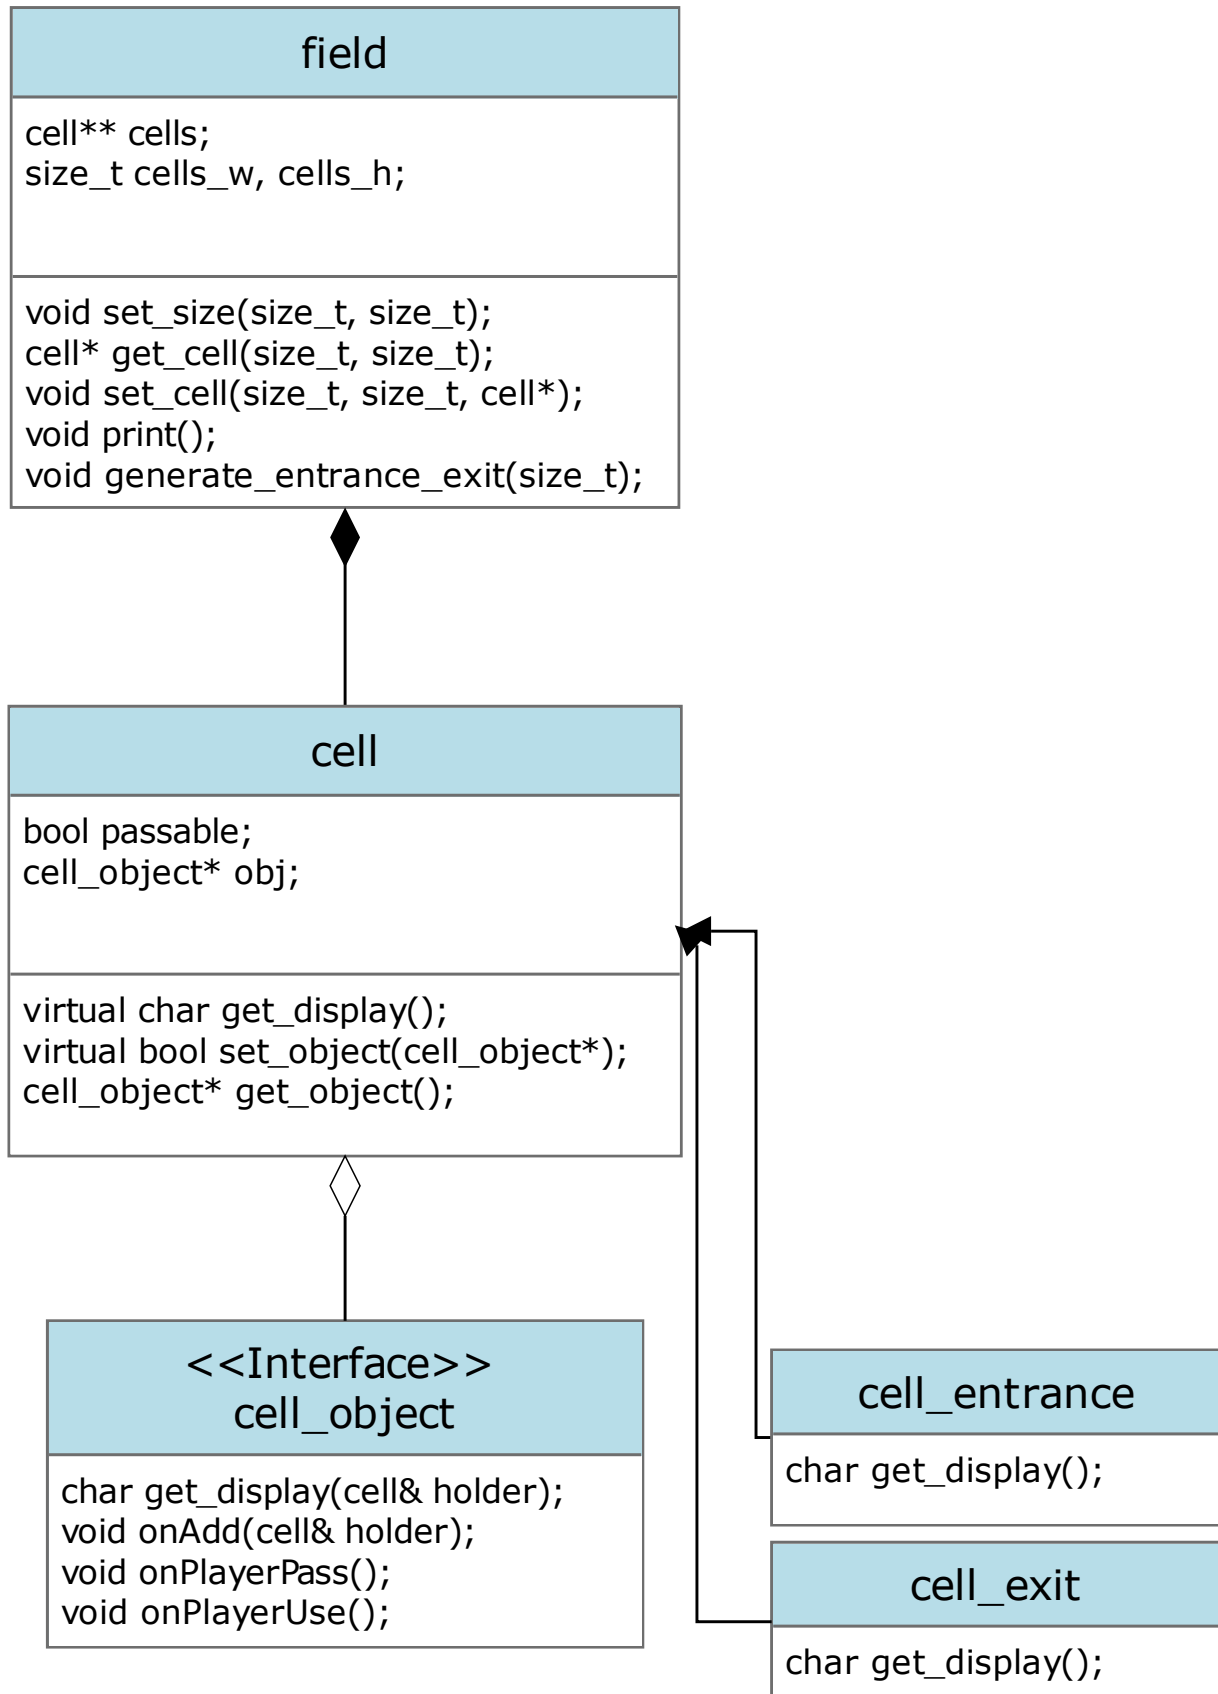 field
cell** cells;
size_t cells_w, cells_h;
void set_size(size_t, size_t);
cell* get_cell(size_t, size_t);
void set_cell(size_t, size_t, cell*);
void print();
void generate_entrance_exit(size_t);
cell
bool passable;
cell_object* obj;
virtual char get_display();
virtual bool set_object(cell_object*);
cell_object* get_object();
<<Interface>>
cell_object
char get_display(cell& holder);
void onAdd(cell& holder);
void onPlayerPass();
void onPlayerUse();
cell_entrance
char get_display();
cell_exit
char get_display();